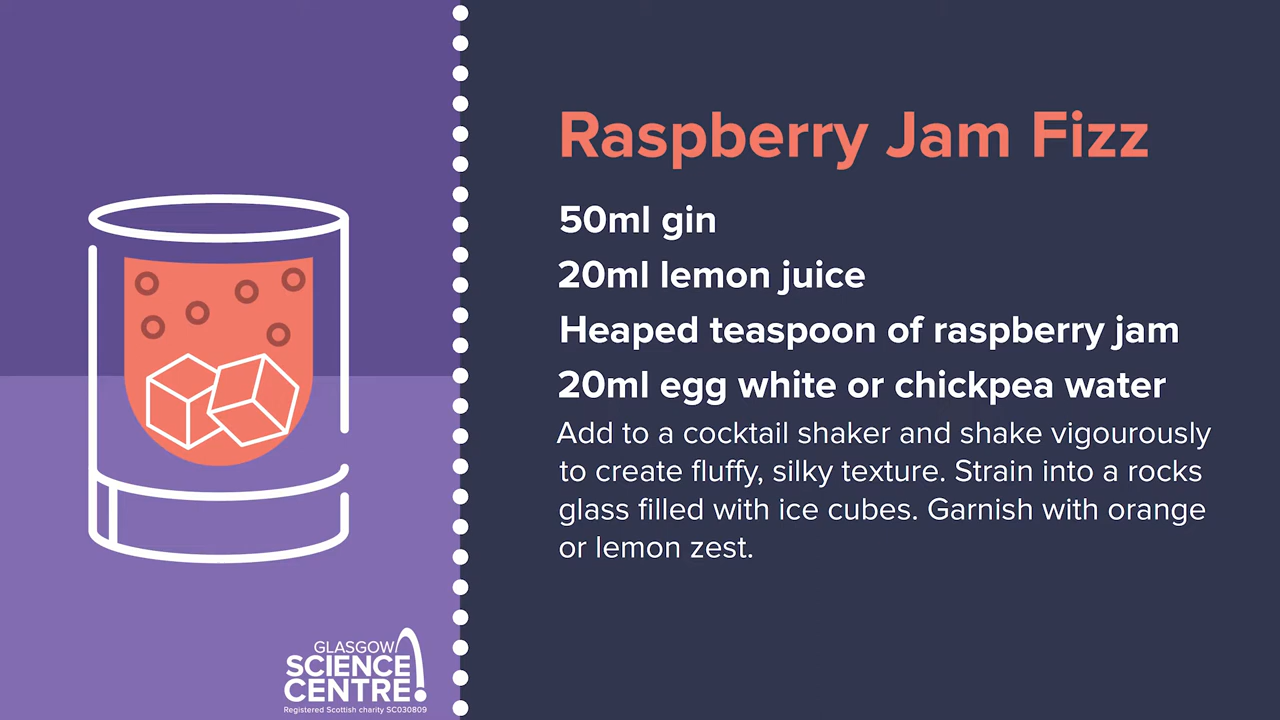 Raspberry Jam Fizz
50ml gin
20ml lemon juice
Heaped teaspoon of raspberry jam
20ml egg white or chickpea water
Add to a cocktail shaker and shake vigourously
to create fluffy, silky texture. Strain into a rocks
glass filled with ice cubes. Garnish with orange
or lemon zest.
GLASGOW
SCIENCE
CENTRE!
Registered Scottish charity SC030809